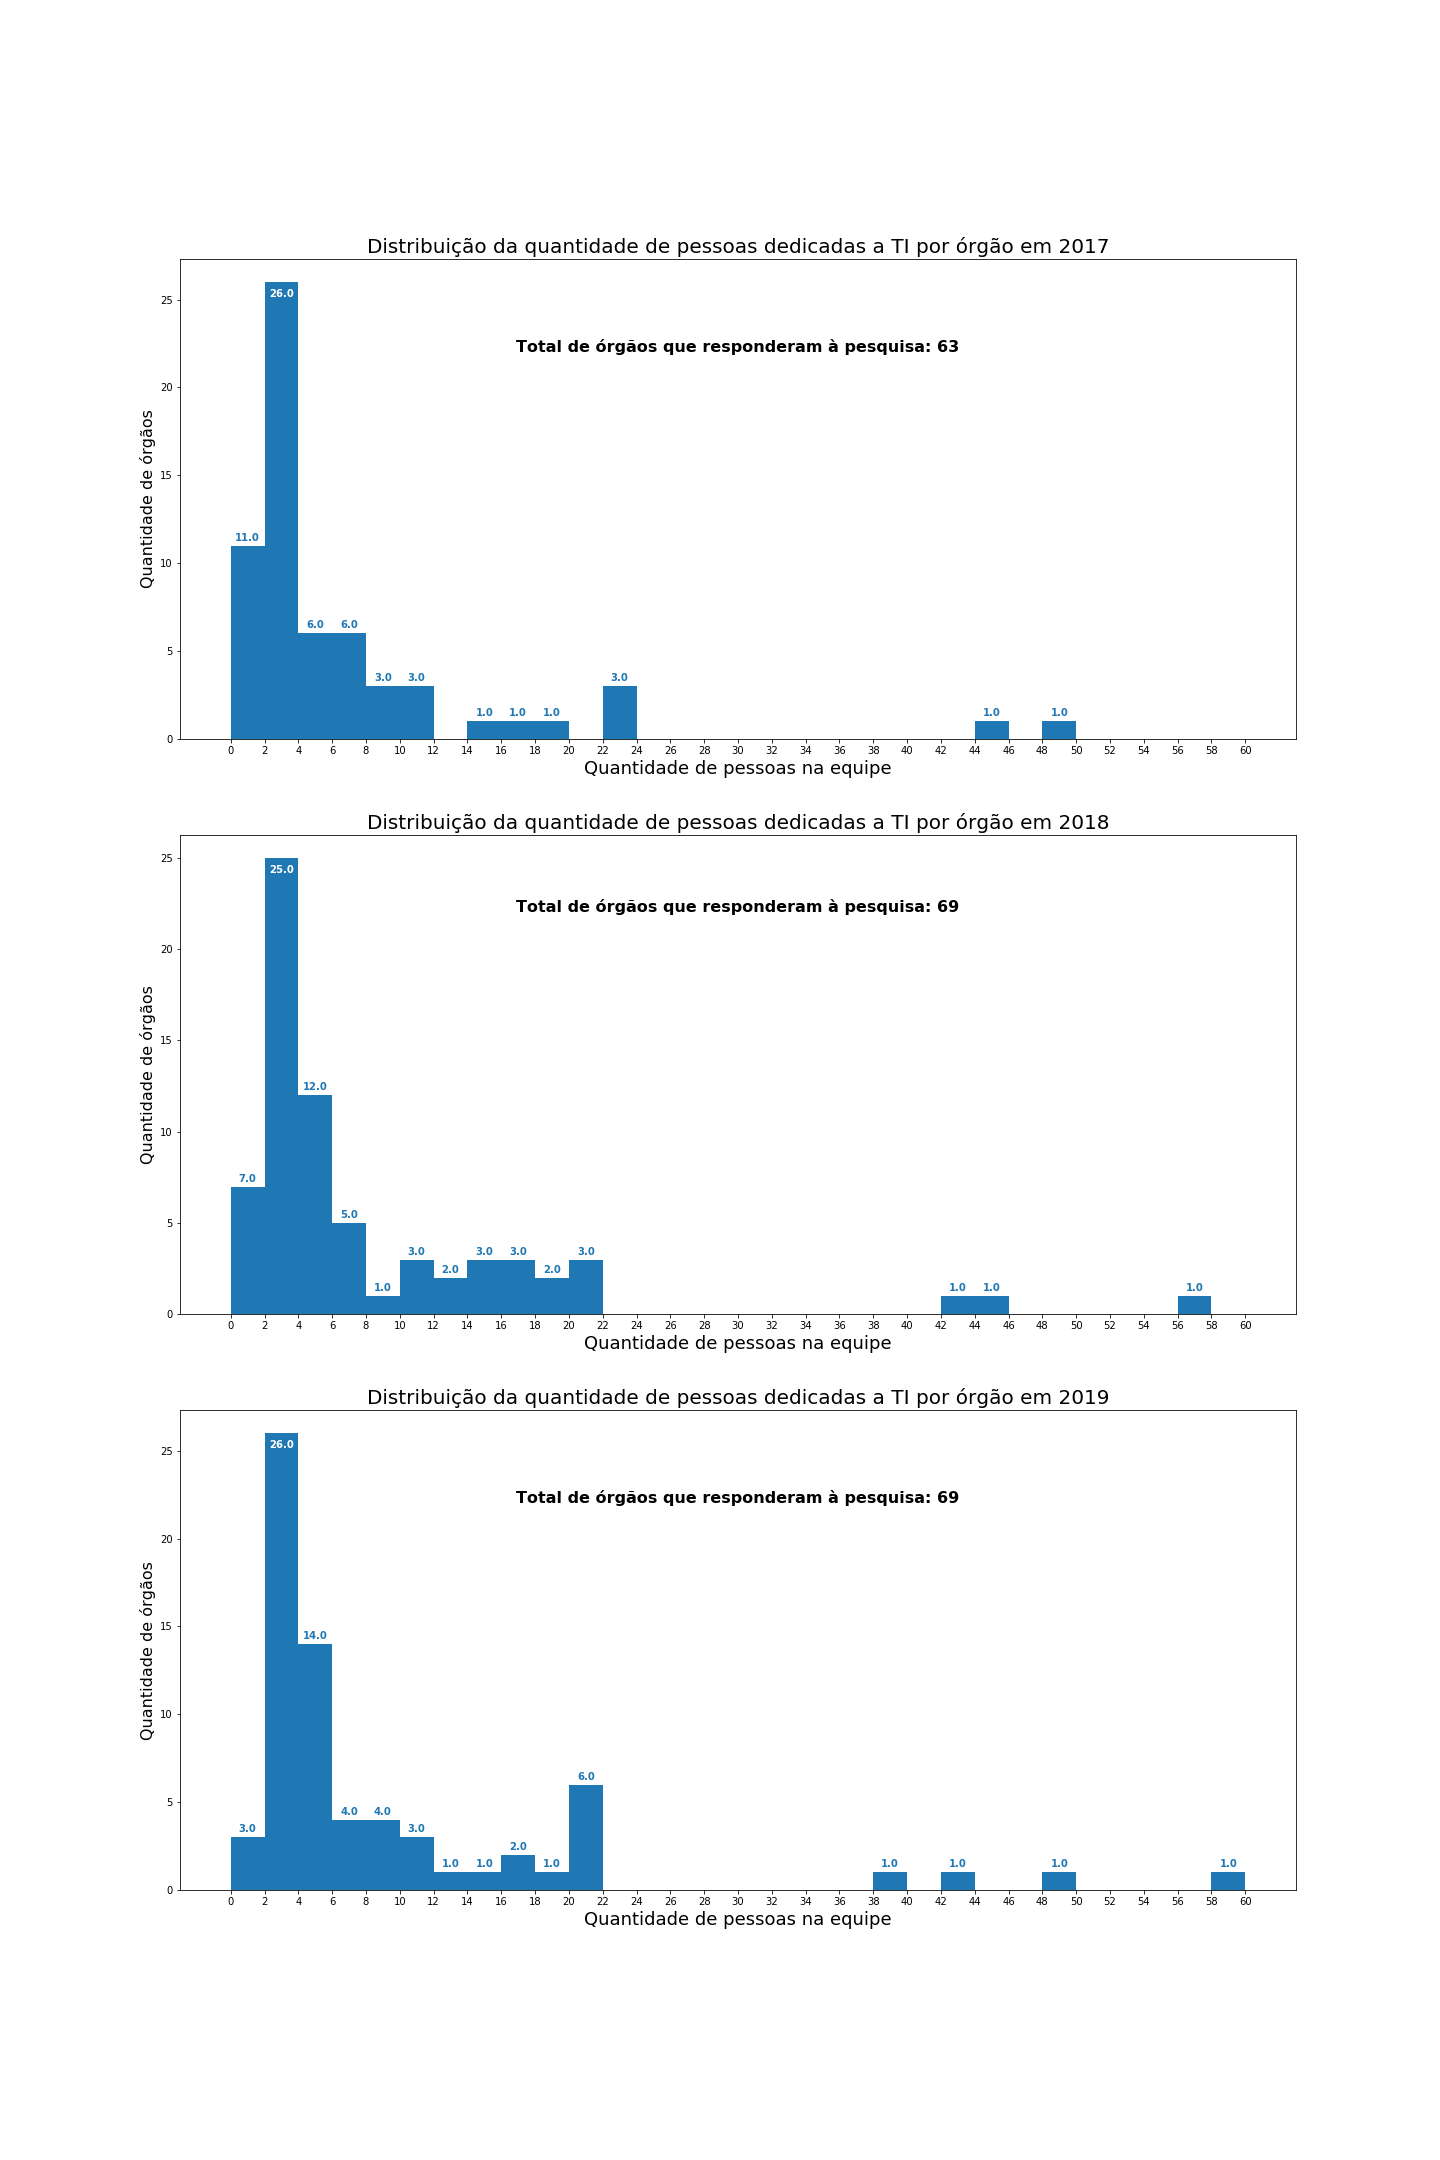 Distribuição da quantidade de pessoas dedicadas a TI por órgão em 2017
26.0
25
Total de órgãos que responderam à pesquisa: 63
20
Quantidade de órgãos
15
11.0
10
6.0 6.0
5
3.0 3.0 3.0
1.0 1.0 1.0 1.0 1.0
0
0 2 4 6 8 10 12 14 16 18 20 22 24 26 28 30 32 34 36 38 40 42 44 46 48 50 52 54 56 58 60
Quantidade de pessoas na equipe
Distribuição da quantidade de pessoas dedicadas a TI por órgão em 2018
25
25.0
Total de órgãos que responderam à pesquisa: 69
20
Quantidade de órgãos
15
12.0
10
7.0
5
5.0
3.0 3.0 3.0 3.0
2.0 2.0
1.0 1.0 1.0 1.0
0
0 2 4 6 8 10 12 14 16 18 20 22 24 26 28 30 32 34 36 38 40 42 44 46 48 50 52 54 56 58 60
Quantidade de pessoas na equipe
Distribuição da quantidade de pessoas dedicadas a TI por órgão em 2019
26.0
25
Total de órgãos que responderam à pesquisa: 69
20
Quantidade de órgãos
15
14.0
10
6.0
5
4.0 4.0
3.0 3.0
2.0
1.0 1.0 1.0 1.0 1.0 1.0 1.0
0
0 2 4 6 8 10 12 14 16 18 20 22 24 26 28 30 32 34 36 38 40 42 44 46 48 50 52 54 56 58 60
Quantidade de pessoas na equipe